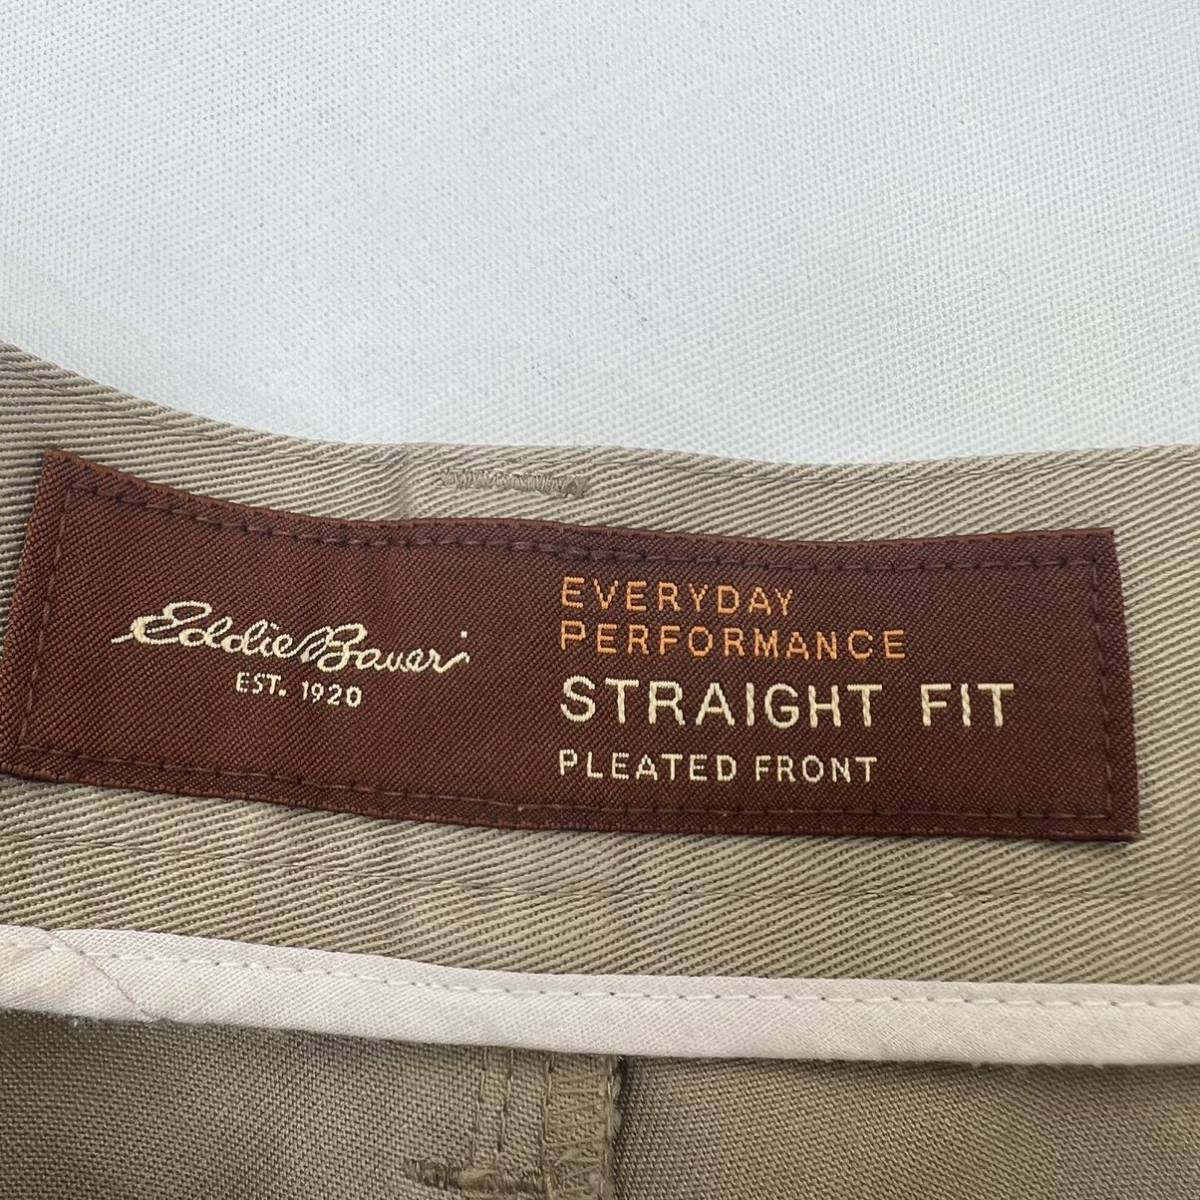 Eddie Bauer
EST. 1920
EVERYDAY
PERFORMANCE
STRAIGHT FIT
PLEATED FRONT